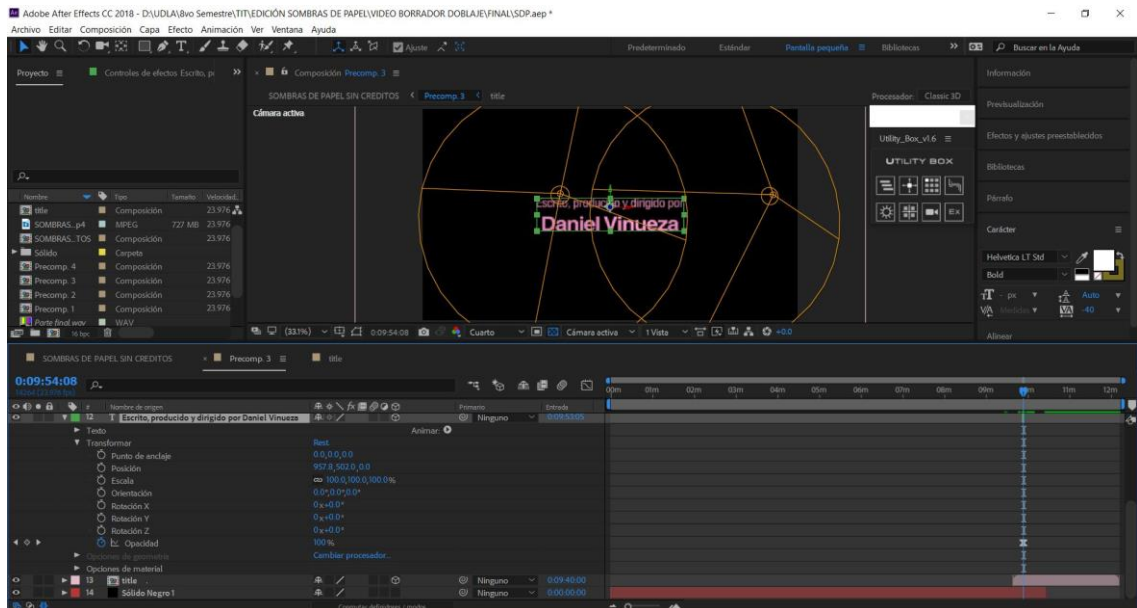 Adobe After Effects CC 2018 - D:\UDLA\8vo Semestre\TIT\EDICIÓN SOMBRAS DE PAPEL\VIDEO BORRADOR DOBLAJE\FINAL\SDP.aep *
Archivo Editar Composición Capa Efecto Animación Ver Ventana Ayuda
Ajuste Predeterminado Estándar Pantalla pequeña Bibliotecas Buscar en la Ayuda
Proyecto Controles de efectos Escrito, p Composición Precomp. 3 Información
SOMBRAS DE PAPEL SIN CREDITOS Precomp. 3 title Procesador: Classic 3D
Cámara activa
Previsualización
Utility_Box_v1.6
Efectos y ajustes preestablecidos
UTILITY BOX
Bibliotecas
EX
Párrafo
Carácter
Helvetica LT Std
Bold
- px Auto
Medidas -40
Alinear
Nombre Tipo Tamaño Velocidad..
title Composición 23.976
SOMBRAS..p4 MPEG 727 MB 23.976
SOMBRAS..TOS Composición 23.976
Sólido Carpeta
Precomp. 4 Composición 23.976
Precomp. 3 Composición 23.976
Precomp. 2 Composición 23.976
Precomp. 1 Composición 23.976
Parte final.wav WAV
16 bpc
Escrito, producido y dirigido por
Daniel Vinueza
(33.1%) 0:09:54:08 Cuarto Cámara activa 1 Vista +0.0
SOMBRAS DE PAPEL SIN CREDITOS Precomp. 3 title
0:09:54:08
00m 01m 02m 03m 04m 05m 06m 07m 08m 09m 11m 12m
# Nombre de origen Primario Entrada
12 T Escrito, producido y dirigido por Daniel Vinueza Ninguno 0:09:53:05
Texto Animar:
Transformar Rest.
Punto de anclaje 0.0,0.0,0.0
Posición 957.8,502.0,0.0
Escala 100.0,100.0,100.0%
Orientación 0.0°,0.0°,0.0°
Rotación X 0x+0.0°
Rotación Y 0x+0.0°
Rotación Z 0x+0.0°
Opacidad 100%
Opciones de geometría Cambiar procesador...
Opciones de material
13 title Ninguno 0:09:40:00
14 Sólido Negro 1 Ninguno 0:00:00:00